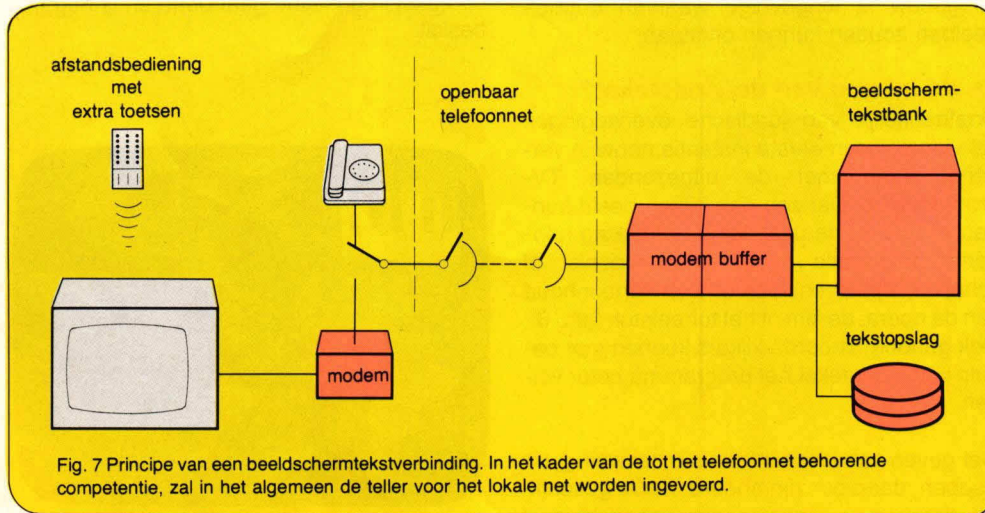 afstandsbediening
met
extra toetsen
openbaar
telefoonnet
beeldscherm-
tekstbank
modem buffer
modem
tekstopslag
Fig. 7 Principe van een beeldschermtekstverbinding. In het kader van de tot het telefoonnet behorende
competentie, zal in het algemeen de teller voor het lokale net worden ingevoerd.